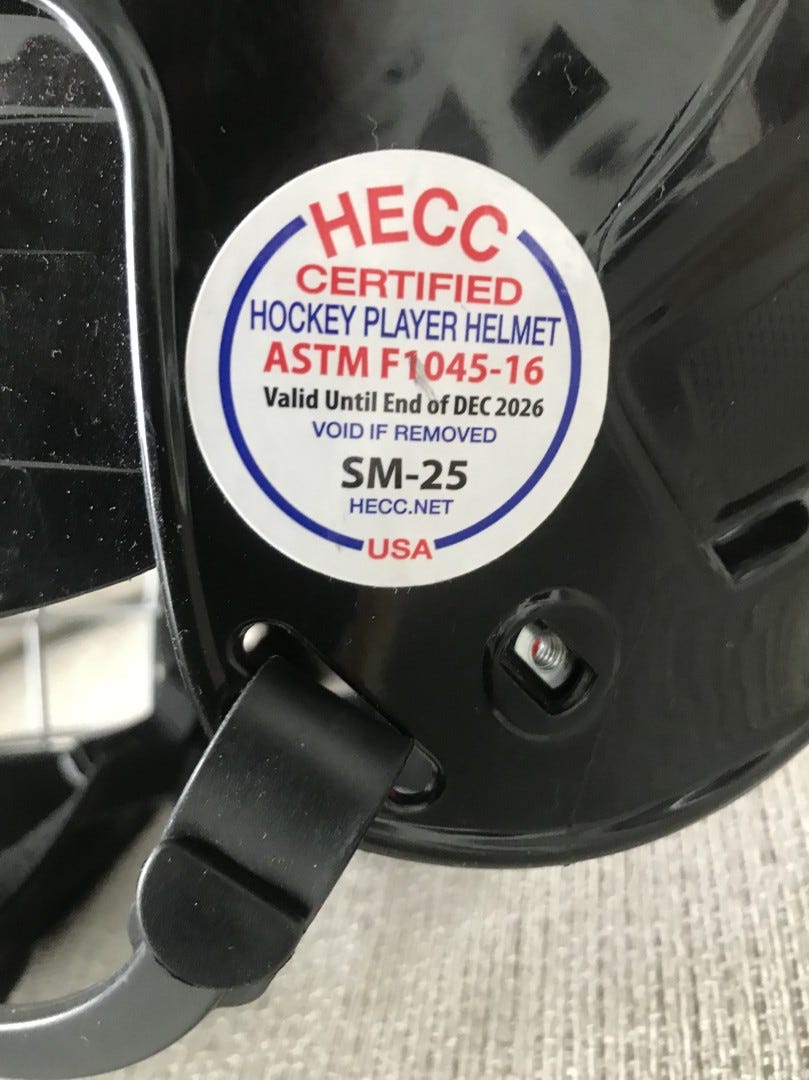 HECC
CERTIFIED
HOCKEY PLAYER HELMET
ASTM F1045-16
Valid Until End of DEC 2026
VOID IF REMOVED
SM-25
HECC.NET
USA